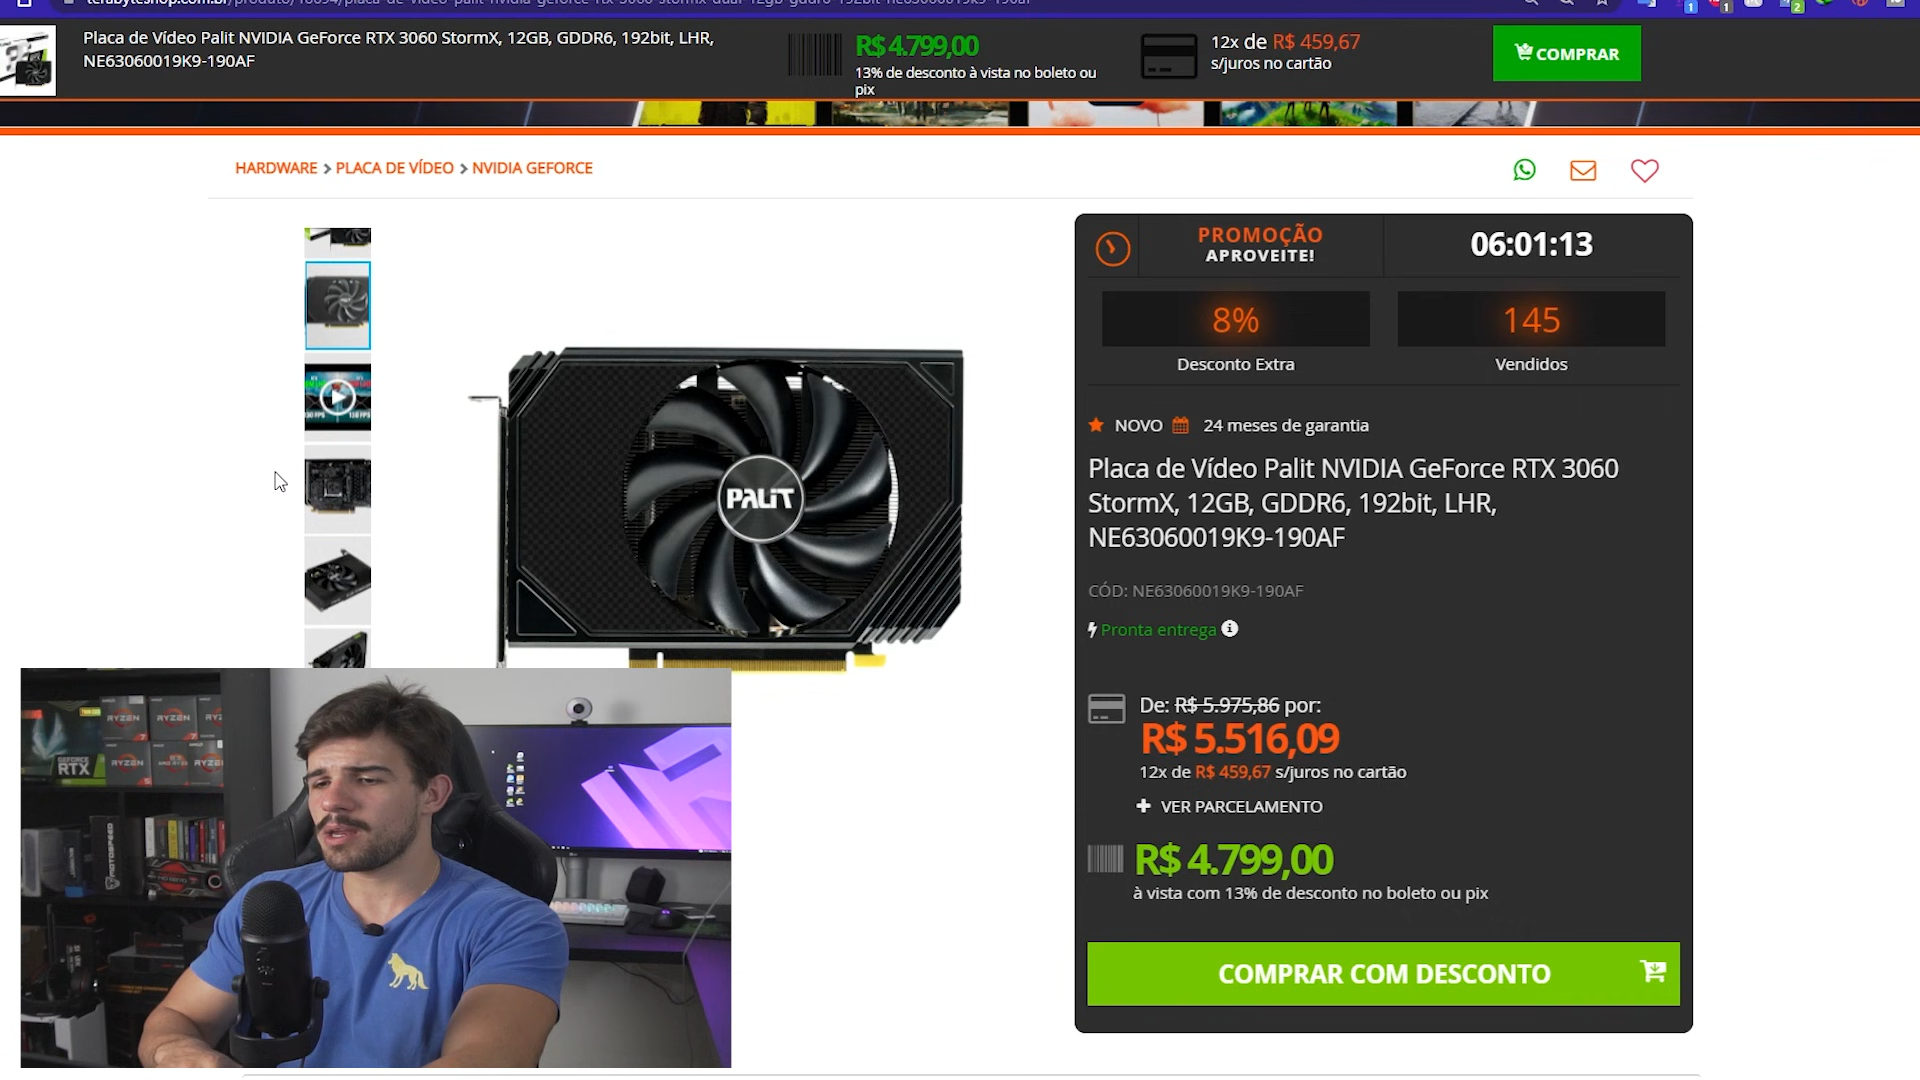 Placa de Vídeo Palit NVIDIA GeForce RTX 3060 StormX, 12GB, GDDR6, 192bit, LHR,
NE63060019K9-190AF
R$ 4.799,00
13% de desconto à vista no boleto ou
pix
12x de R$ 459,67
s/juros no cartão
COMPRAR
HARDWARE > PLACA DE VÍDEO > NVIDIA GEFORCE
PROMOÇÃO
APROVEITE!
06:01:13
8%
Desconto Extra
145
Vendidos
NOVO 24 meses de garantia
Placa de Vídeo Palit NVIDIA GeForce RTX 3060
StormX, 12GB, GDDR6, 192bit, LHR,
NE63060019K9-190AF
CÓD: NE63060019K9-190AF
Pronta entrega
De: R$ 5.975,86 por:
R$ 5.516,09
12x de R$ 459,67 s/juros no cartão
+ VER PARCELAMENTO
R$ 4.799,00
à vista com 13% de desconto no boleto ou pix
COMPRAR COM DESCONTO
PALIT
RYZEN
RYZEN
RYZEN
RYZEN
GEFORCE
RTX
MOTOSPEED